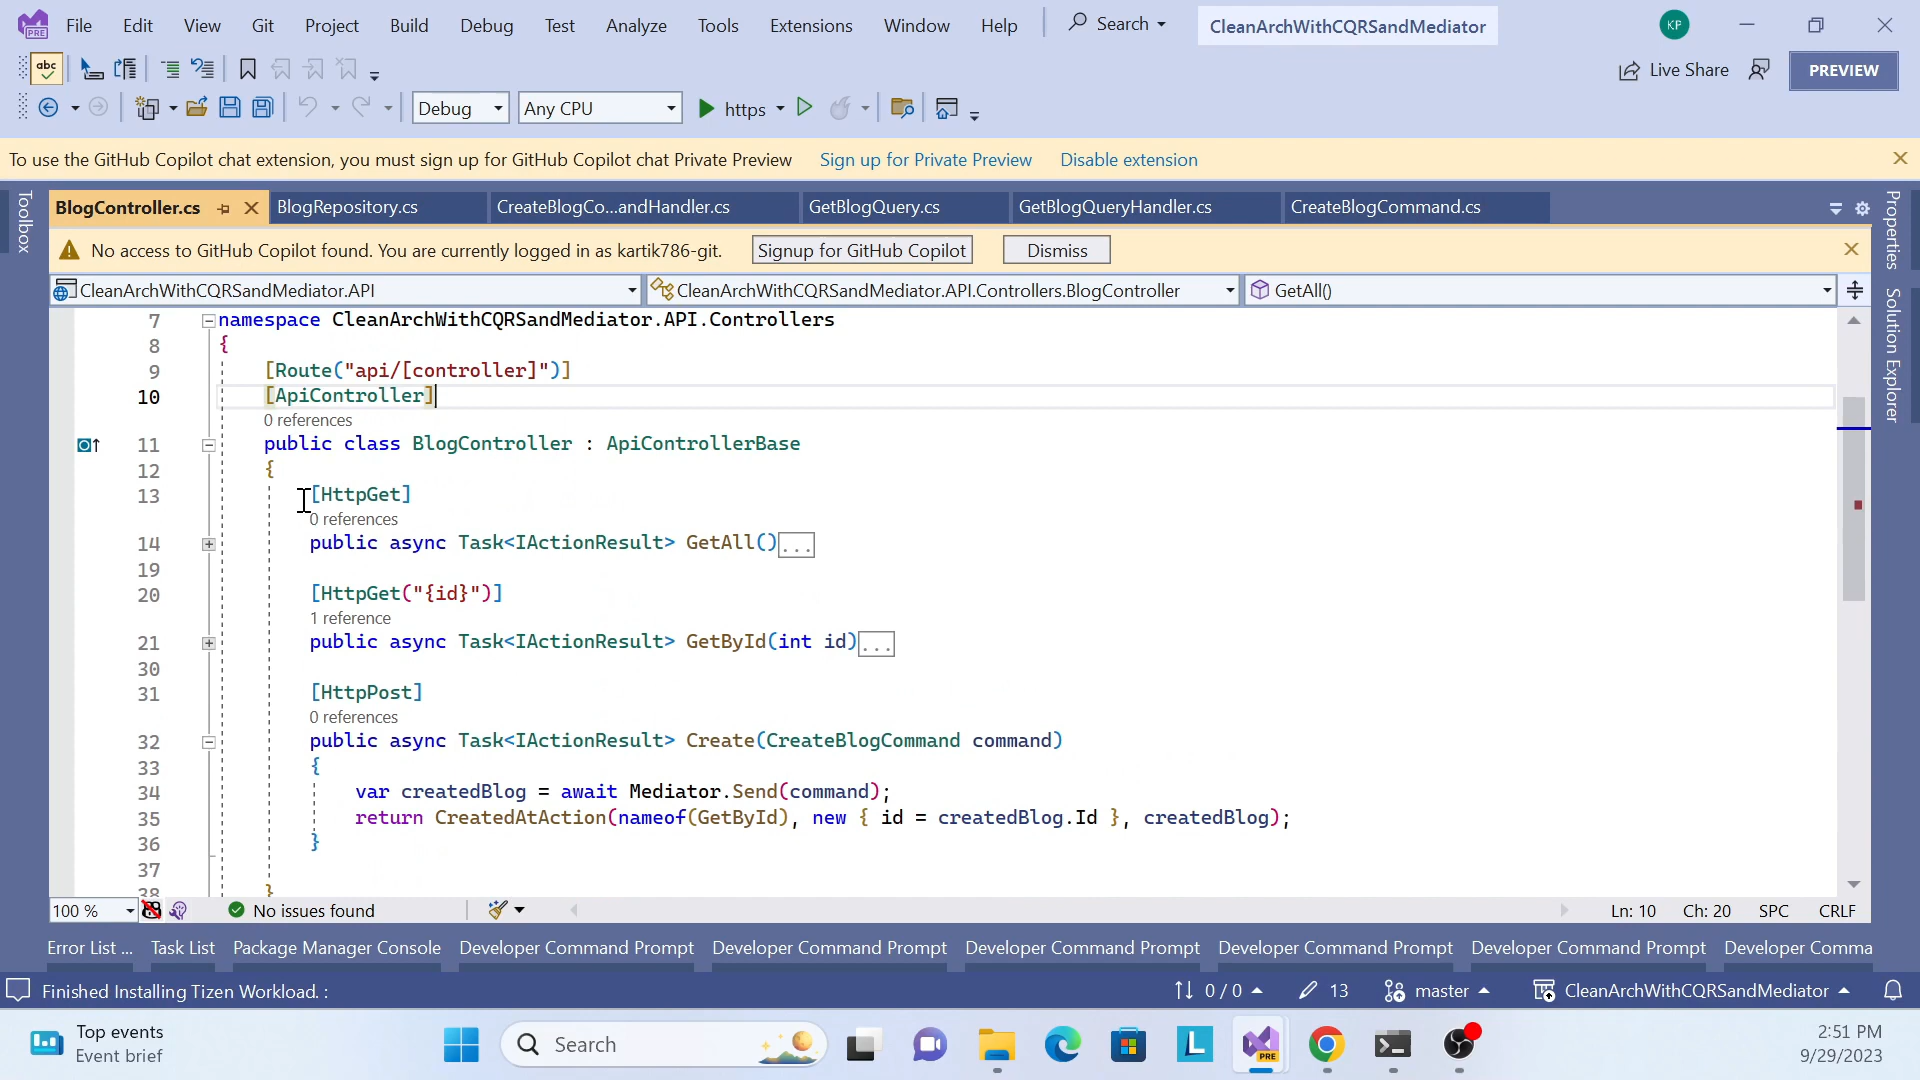 File Edit View Git Project Build Debug Test Analyze Tools Extensions Window Help Search CleanArchWithCQRSandMediator KP
abc Live Share PREVIEW
Debug Any CPU https
To use the GitHub Copilot chat extension, you must sign up for GitHub Copilot chat Private Preview Sign up for Private Preview Disable extension
Toolbox
BlogController.cs BlogRepository.cs CreateBlogCo...andHandler.cs GetBlogQuery.cs GetBlogQueryHandler.cs CreateBlogCommand.cs
Properties
Solution Explorer
No access to GitHub Copilot found. You are currently logged in as kartik786-git. Signup for GitHub Copilot Dismiss
CleanArchWithCQRSandMediator.API CleanArchWithCQRSandMediator.API.Controllers.BlogController GetAll()
7 namespace CleanArchWithCQRSandMediator.API.Controllers
8 {
9 [Route("api/[controller]")]
10 [ApiController]
0 references
11 public class BlogController : ApiControllerBase
12 {
13 [HttpGet]
0 references
14 public async Task<IActionResult> GetAll()...
19
20 [HttpGet("{id}")]
1 reference
21 public async Task<IActionResult> GetById(int id)...
30
31 [HttpPost]
0 references
32 public async Task<IActionResult> Create(CreateBlogCommand command)
33 {
34 var createdBlog = await Mediator.Send(command);
35 return CreatedAtAction(nameof(GetById), new { id = createdBlog.Id }, createdBlog);
36 }
37
38 }
100 % No issues found Ln: 10 Ch: 20 SPC CRLF
Error List ... Task List Package Manager Console Developer Command Prompt Developer Command Prompt Developer Command Prompt Developer Command Prompt Developer Command Prompt Developer Comma
Finished Installing Tizen Workload. : 0 / 0 13 master CleanArchWithCQRSandMediator
Top events
Event brief
Search
L
PRE
2:51 PM
9/29/2023